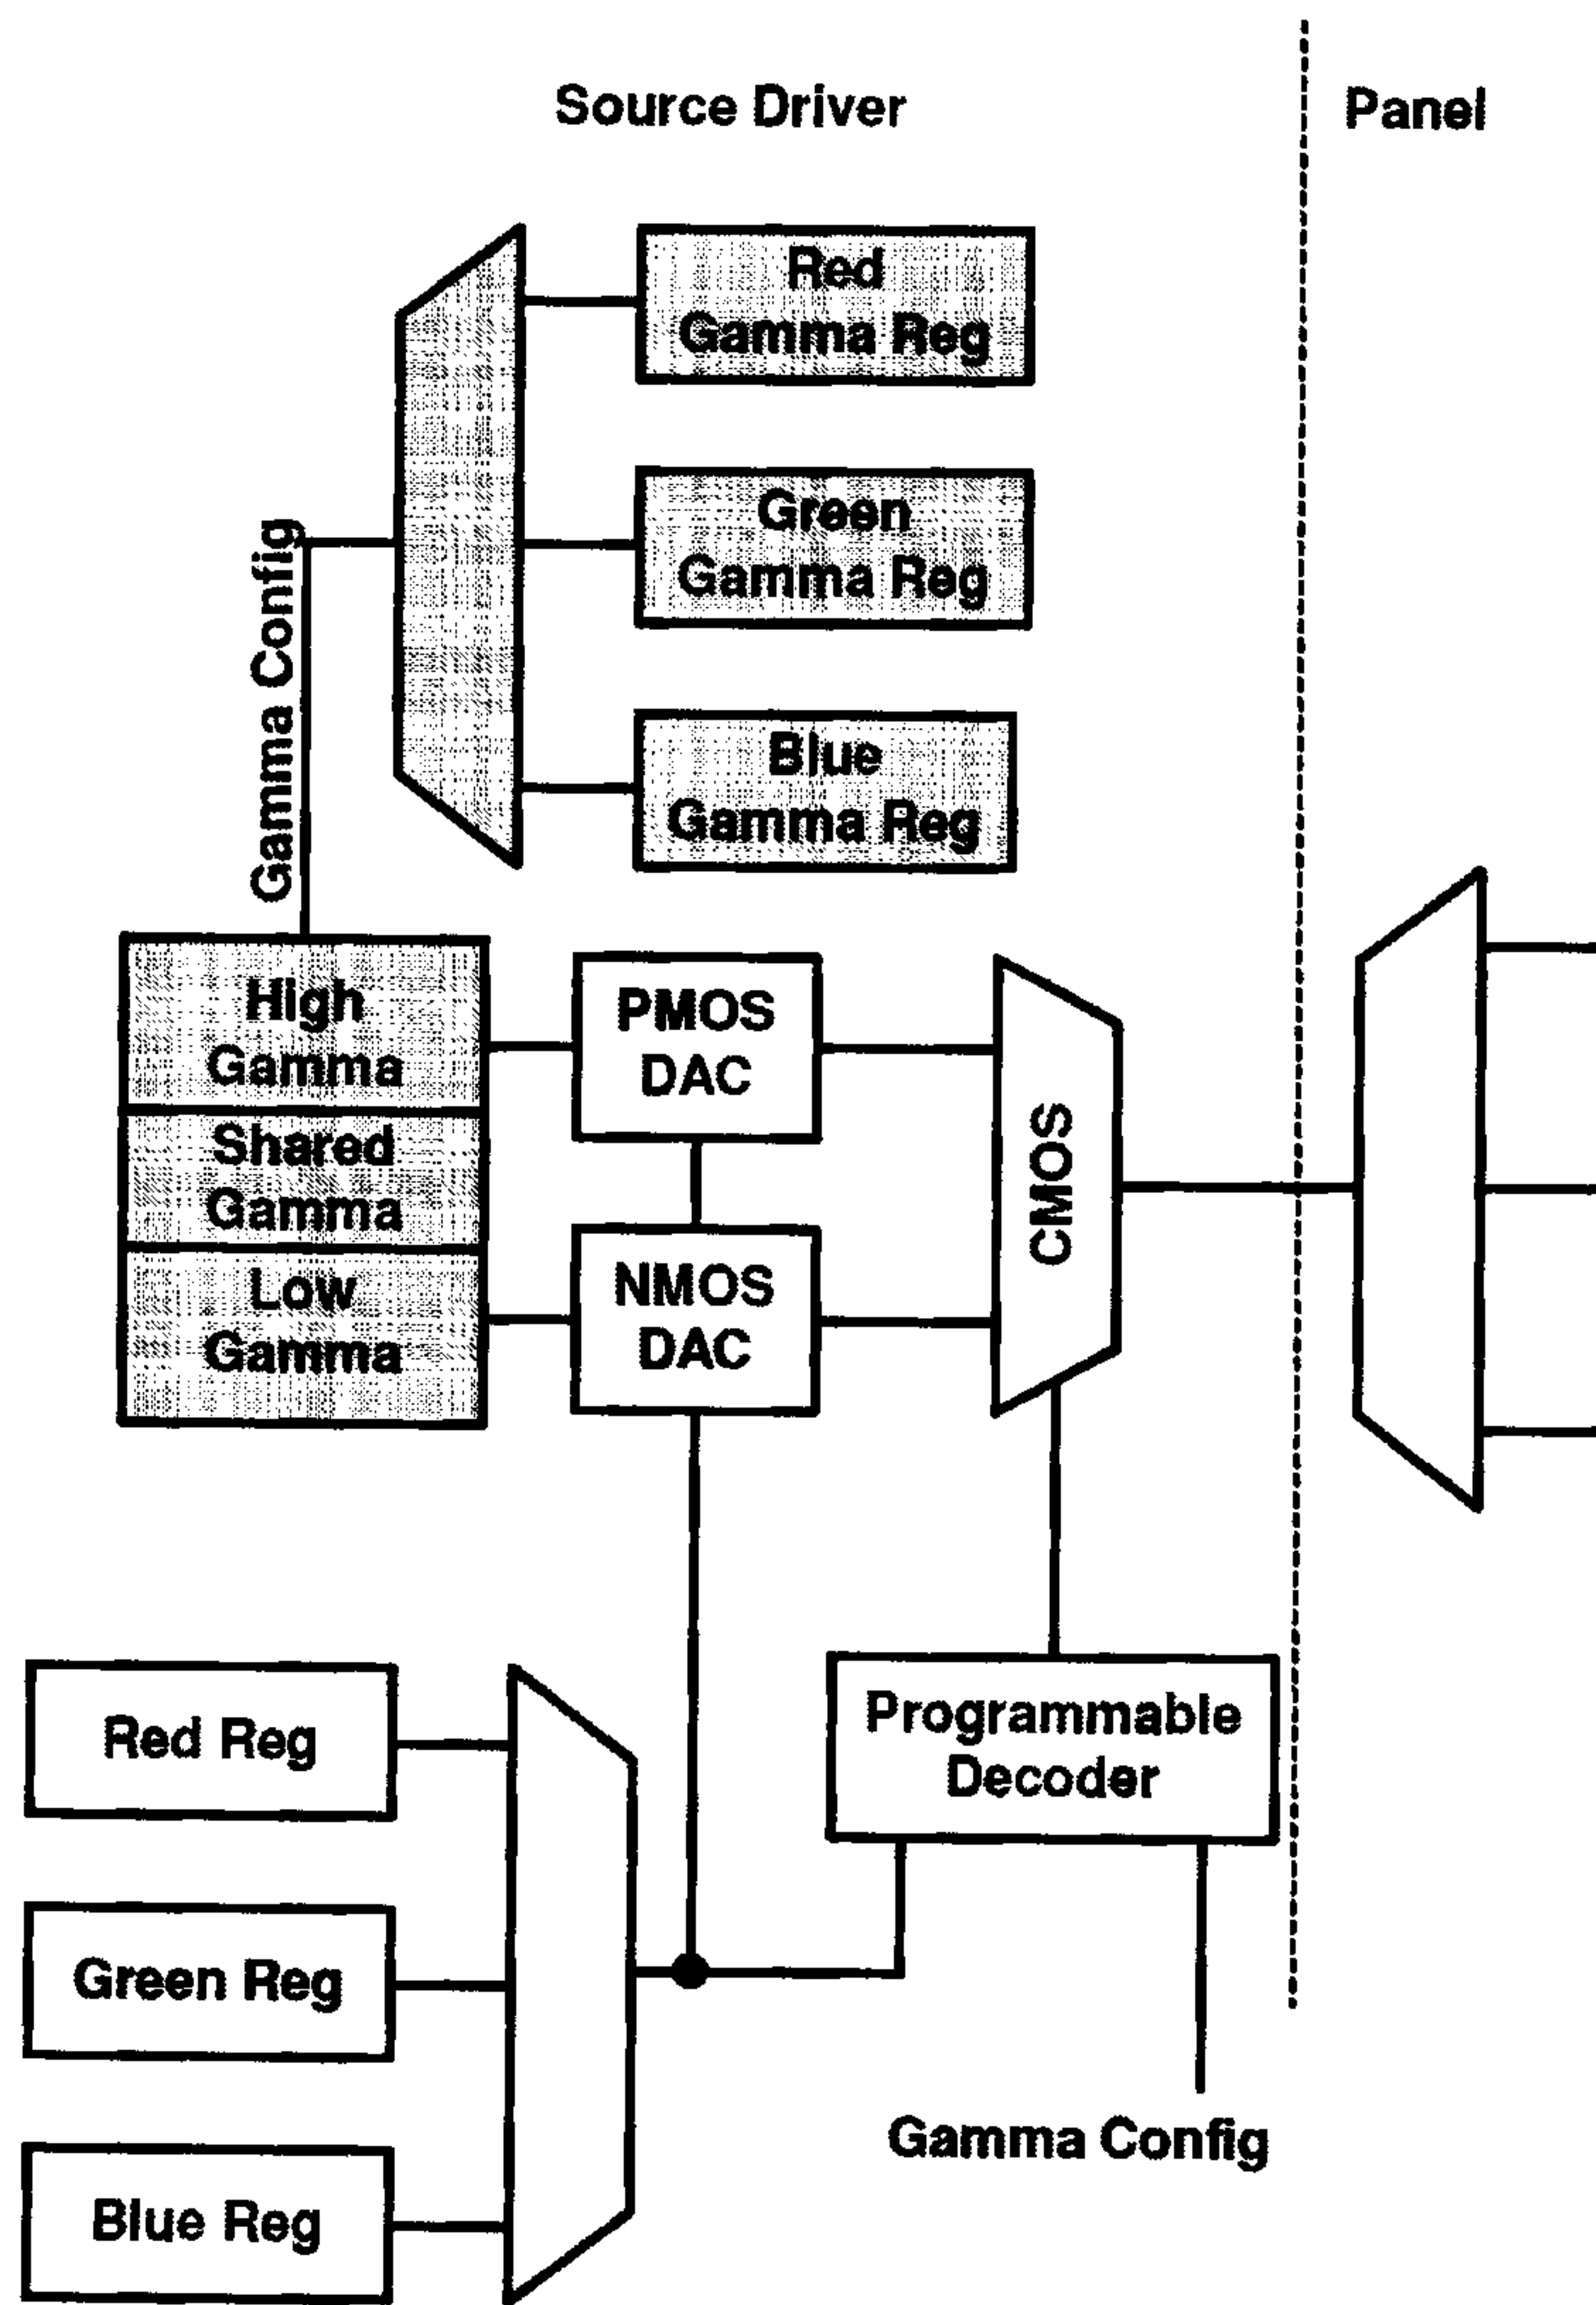 Source Driver
Panel
Red
Gamma Reg
Green
Gamma Reg
Blue
Gamma Reg
Gamma Config
High
Gamma
Shared
Gamma
Low
Gamma
PMOS
DAC
NMOS
DAC
CMOS
Programmable
Decoder
Red Reg
Green Reg
Blue Reg
Gamma Config